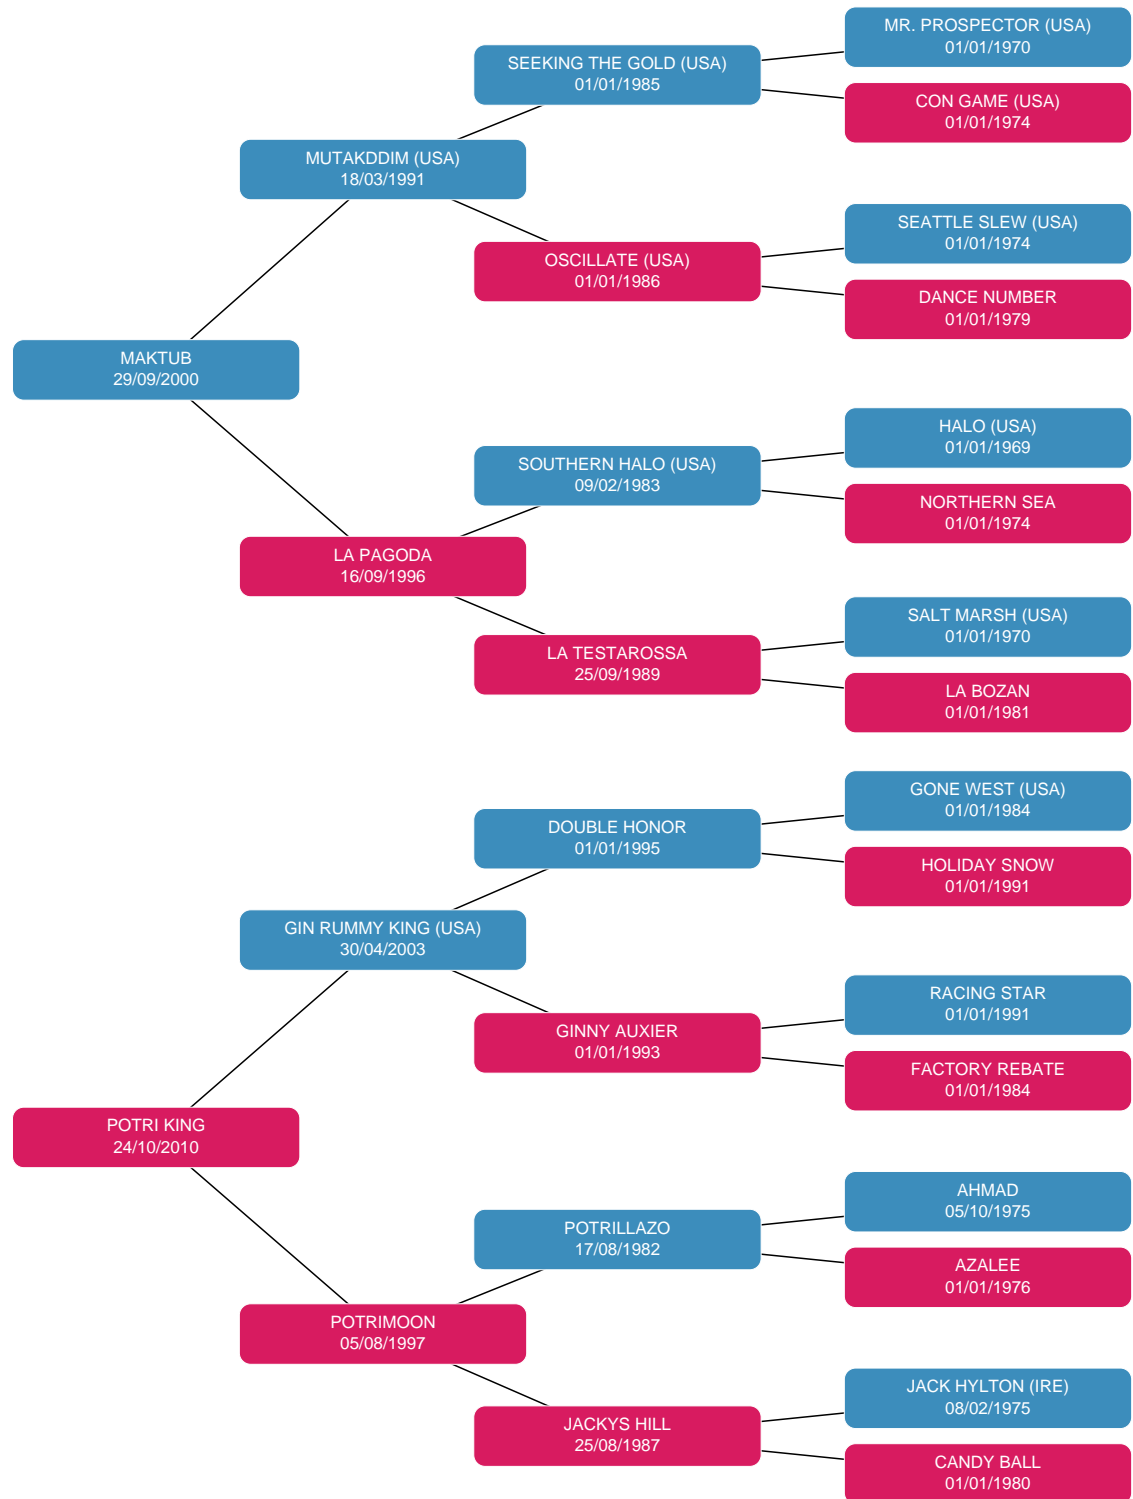 MR. PROSPECTOR (USA)
01/01/1970
SEEKING THE GOLD (USA)
01/01/1985
CON GAME (USA)
01/01/1974
MUTAKDDIM (USA)
18/03/1991
SEATTLE SLEW (USA)
01/01/1974
OSCILLATE (USA)
01/01/1986
DANCE NUMBER
01/01/1979
MAKTUB
29/09/2000
HALO (USA)
01/01/1969
SOUTHERN HALO (USA)
09/02/1983
NORTHERN SEA
01/01/1974
LA PAGODA
16/09/1996
SALT MARSH (USA)
01/01/1970
LA TESTAROSSA
25/09/1989
LA BOZAN
01/01/1981
GONE WEST (USA)
01/01/1984
DOUBLE HONOR
01/01/1995
HOLIDAY SNOW
01/01/1991
GIN RUMMY KING (USA)
30/04/2003
RACING STAR
01/01/1991
GINNY AUXIER
01/01/1993
FACTORY REBATE
01/01/1984
POTRI KING
24/10/2010
AHMAD
05/10/1975
POTRILLAZO
17/08/1982
AZALEE
01/01/1976
POTRIMOON
05/08/1997
JACK HYLTON (IRE)
08/02/1975
JACKYS HILL
25/08/1987
CANDY BALL
01/01/1980